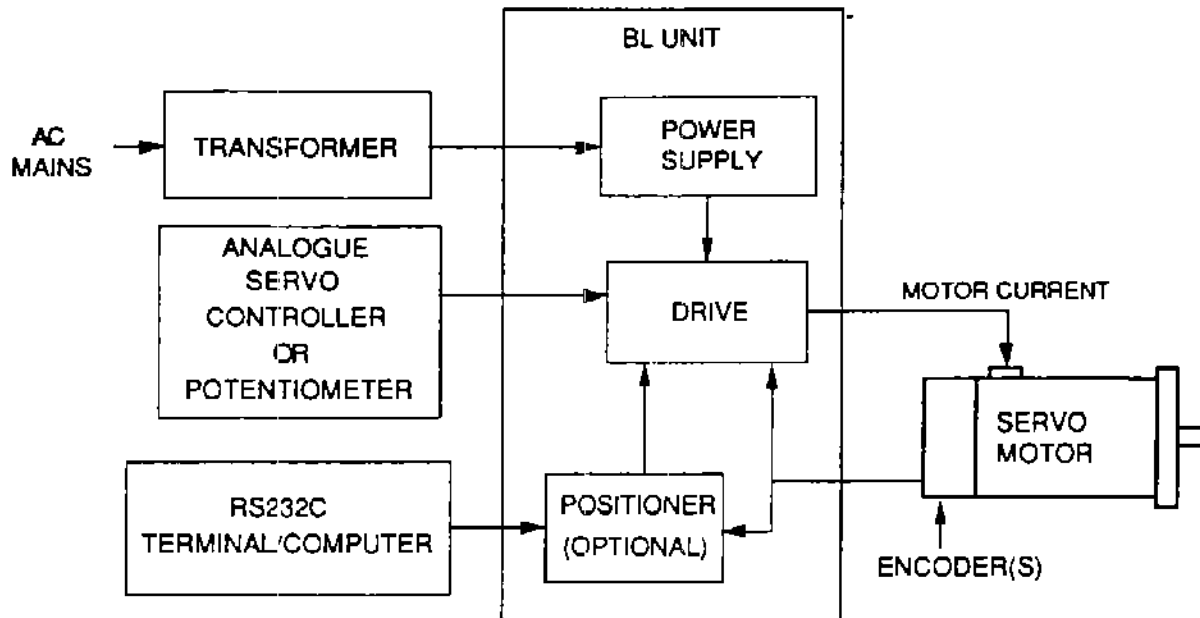 BL UNIT
AC
MAINS
TRANSFORMER
POWER
SUPPLY
ANALOGUE
SERVO
CONTROLLER
OR
POTENTIOMETER
DRIVE
MOTOR CURRENT
SERVO
MOTOR
RS232C
TERMINAL/COMPUTER
POSITIONER
(OPTIONAL)
ENCODER(S)